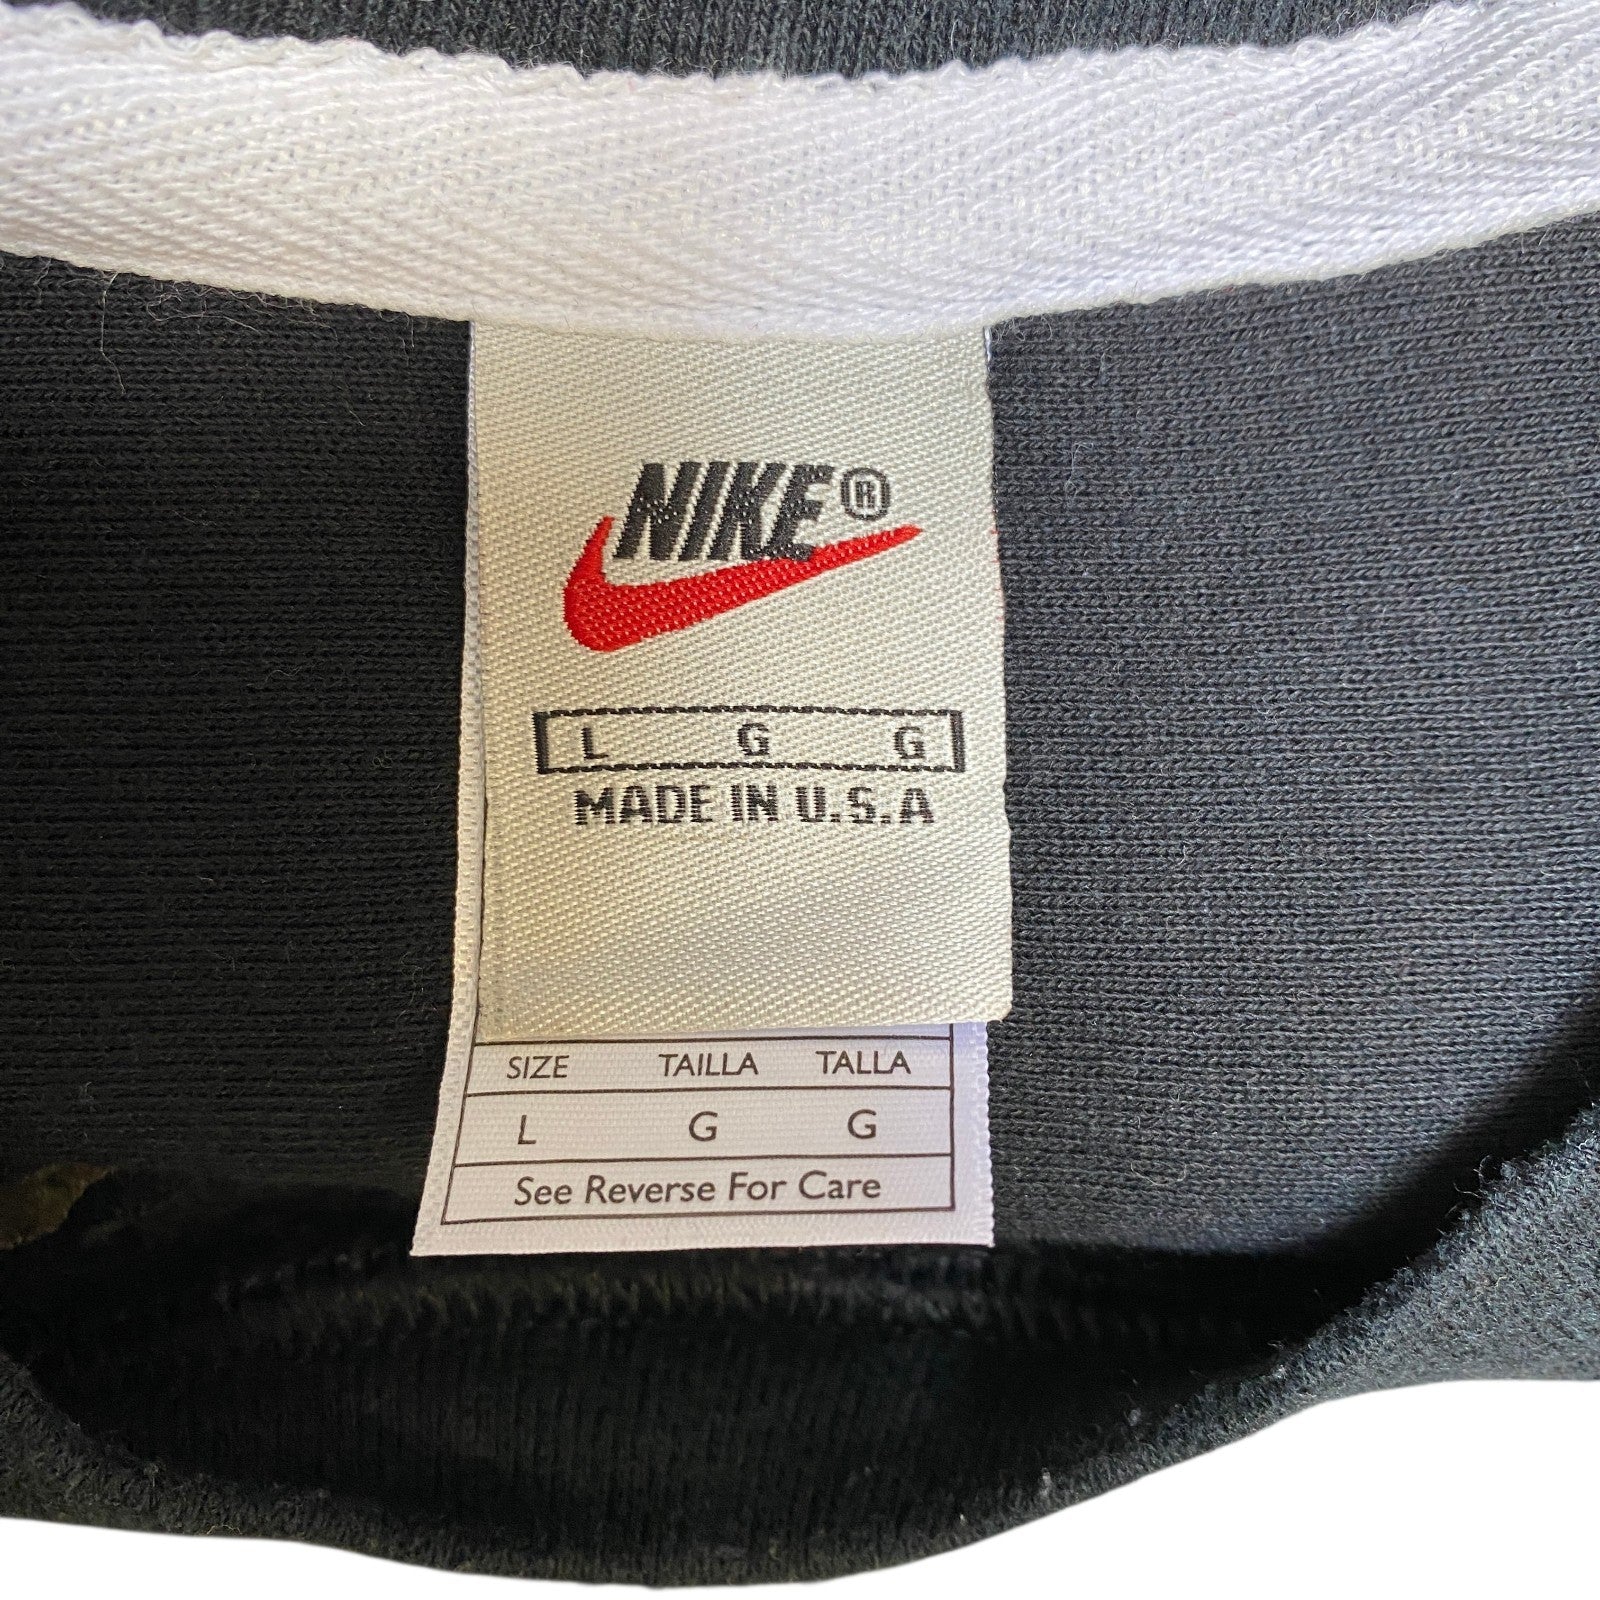 NIKE®
L G G
MADE IN U.S.A
SIZE TAILLA TALLA
L G G
See Reverse For Care